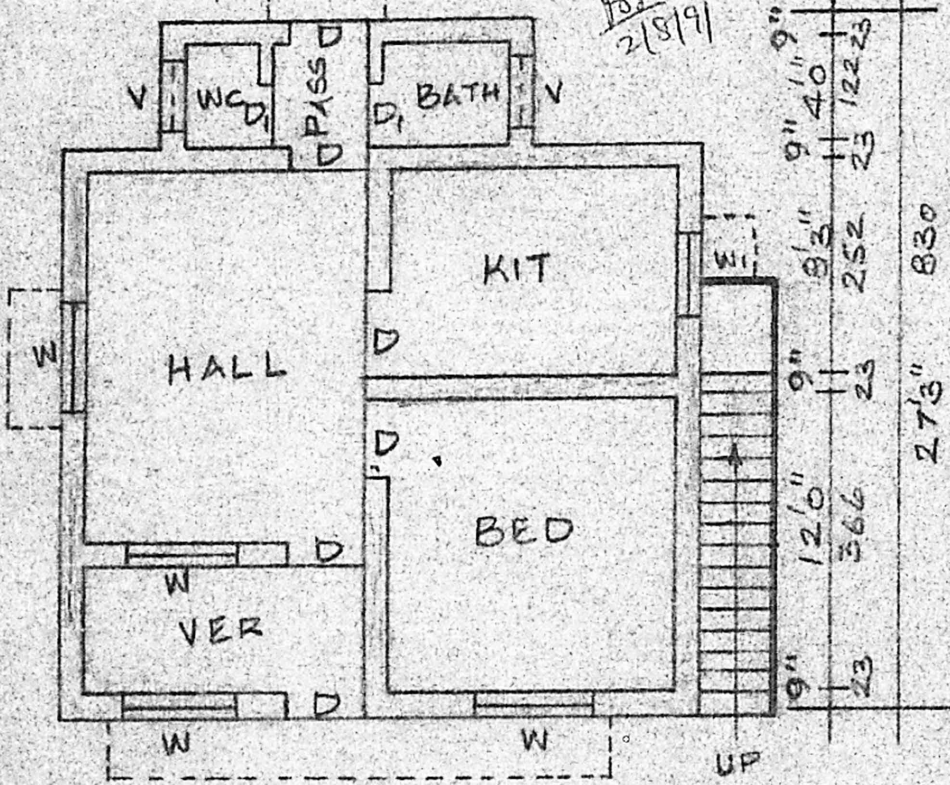 2/8/91
V WC D1 PASS D D D1 BATH V
KIT
W1
W
HALL
D
D
BED
W
D
VER
D
W
W
UP
9" 23
4'0" 122
9" 23
8'3" 252
9" 23
12'0" 366
9" 23
830
27'3"